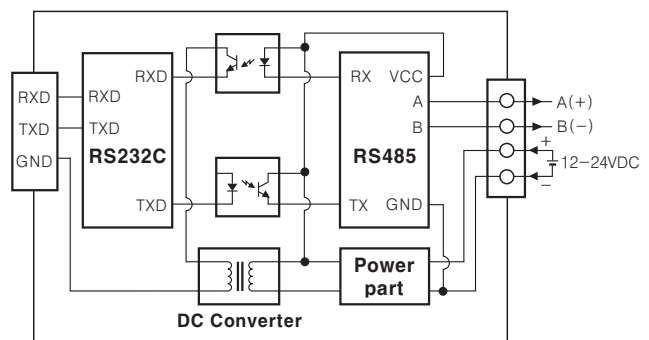 RXD
TXD
GND
RXD
TXD
RS232C
RXD
TXD
RX
VCC
A
B
RS485
TX
GND
A(+)
B(−)
+
12−24VDC
−
DC Converter
Power
part